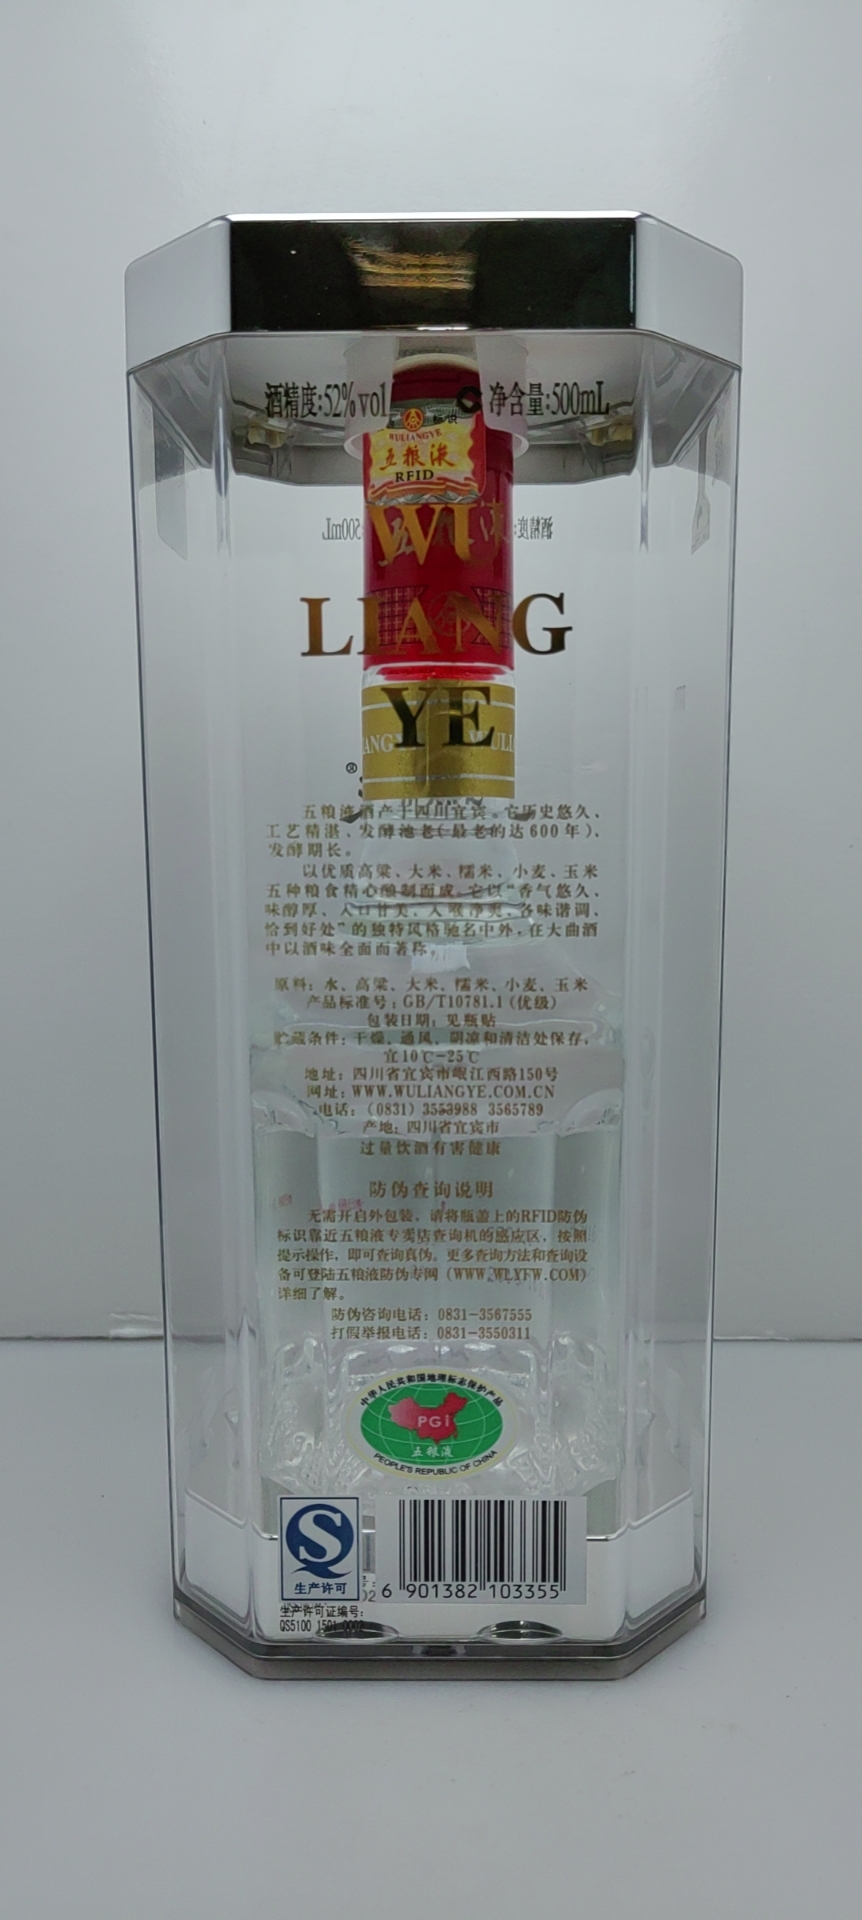 酒精度:52%vol 净含量:500mL
WULIANGYE
五粮液
RFID
WU
LIANG
YE
五粮液酒产于四川宜宾。它历史悠久、
工艺精湛、发酵池老(最老的达600年)、
发酵期长。
以优质高粱、大米、糯米、小麦、玉米
五种粮食精心酿制而成。它以“香气悠久、
味醇厚、入口甘美、入喉净爽、各味谐调、
恰到好处”的独特风格驰名中外,在大曲酒
中以酒味全面而著称。
原料:水、高粱、大米、糯米、小麦、玉米
产品标准号:GB/T10781.1(优级)
包装日期:见瓶贴
贮藏条件:干燥、通风、阴凉和清洁处保存,
宜10℃-25℃
地址:四川省宜宾市岷江西路150号
网址:WWW.WULIANGYE.COM.CN
电话:(0831) 3553988 3565789
产地:四川省宜宾市
过量饮酒有害健康
防伪查询说明
无需开启外包装,请将瓶盖上的RFID防伪
标识靠近五粮液专卖店查询机的感应区,按照
提示操作,即可查询真伪。更多查询方法和查询设
备可登陆五粮液防伪专网(WWW.WLYFW.COM)
详细了解。
防伪咨询电话:0831-3567555
打假举报电话:0831-3550311
中华人民共和国地理标志保护产品
PGI
五粮液
PEOPLE'S REPUBLIC OF CHINA
生产许可
6 901382 103355
生产许可证编号:
QS5100 1501